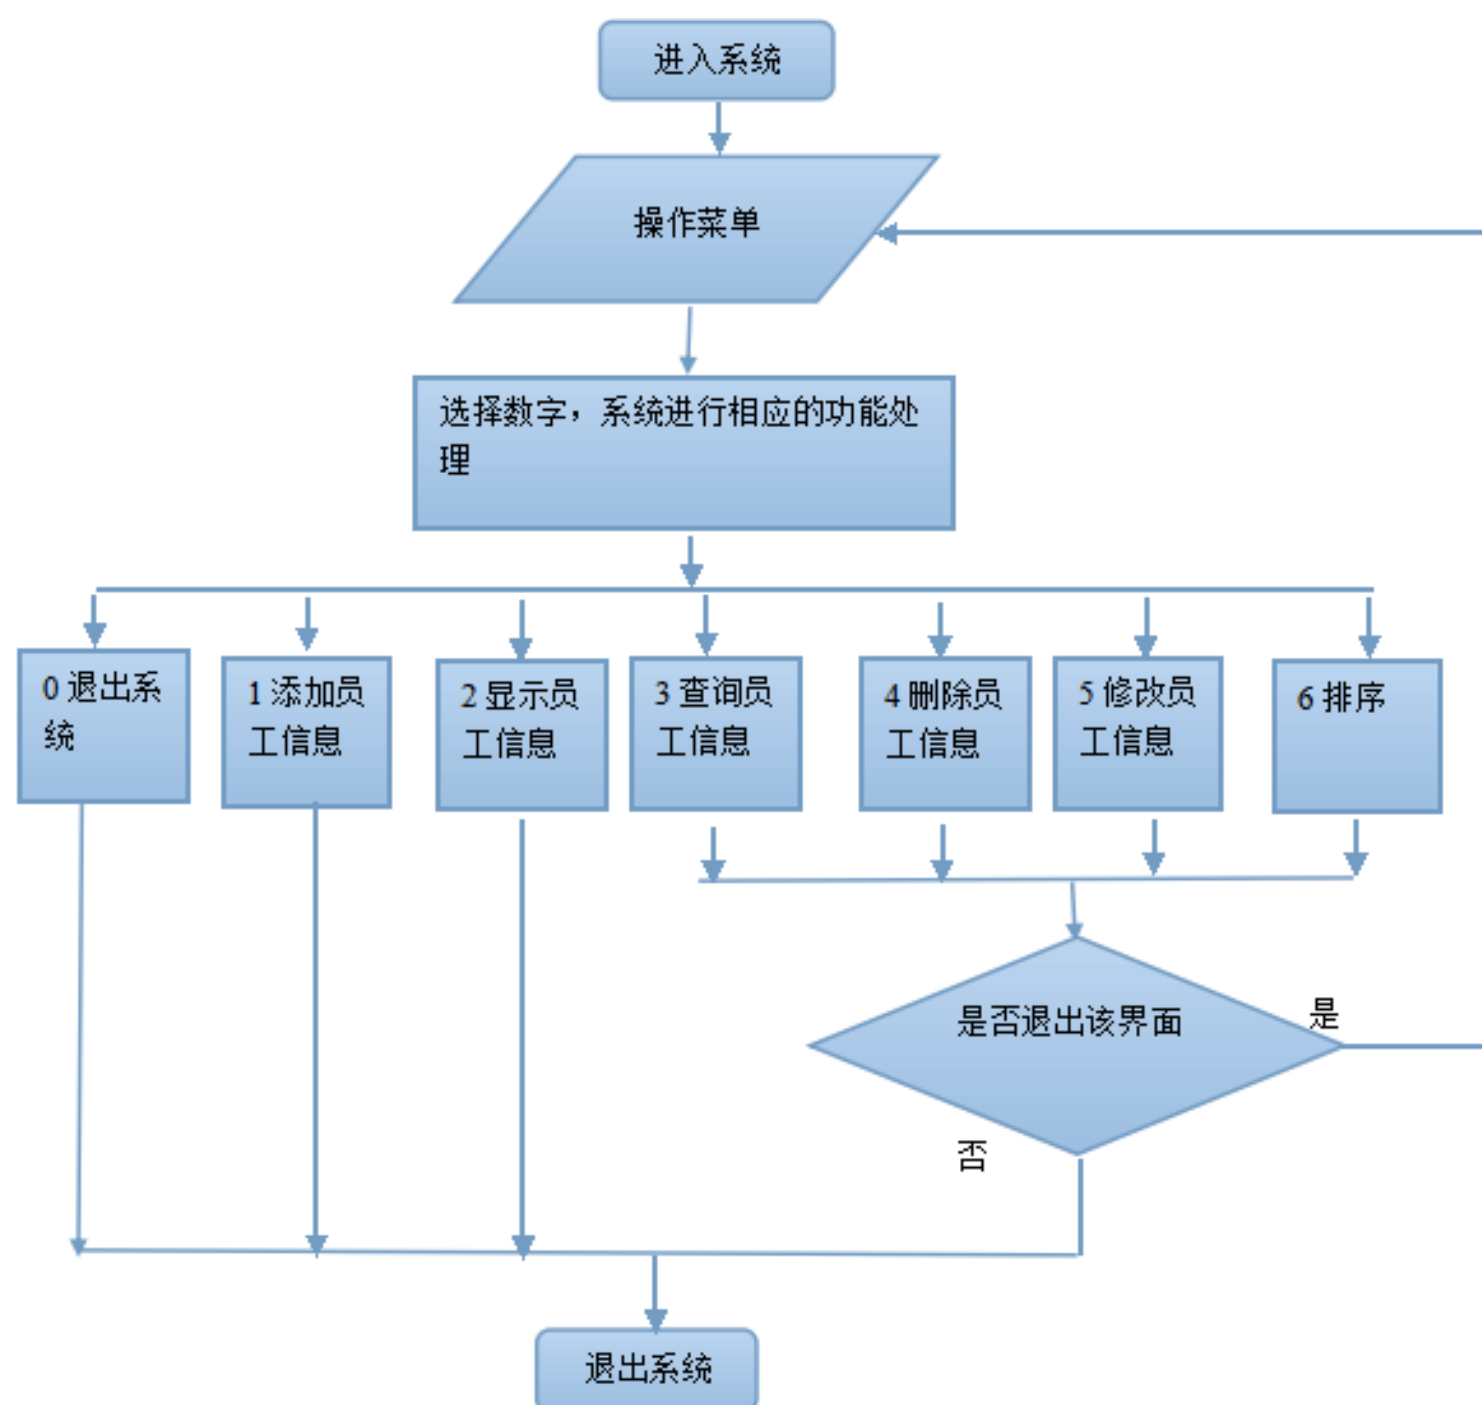 进入系统
操作菜单
选择数字，系统进行相应的功能处
理
0 退出系
统
1 添加员
工信息
2 显示员
工信息
3 查询员
工信息
4 删除员
工信息
5 修改员
工信息
6 排序
是否退出该界面
是
否
退出系统